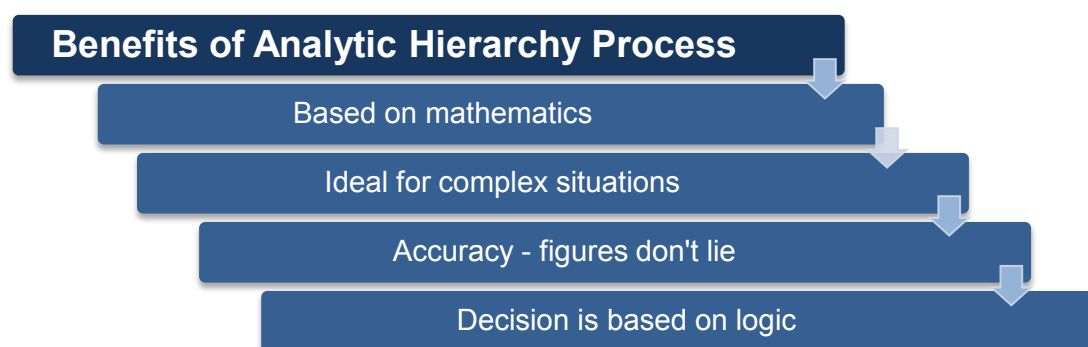 Benefits of Analytic Hierarchy Process
Based on mathematics
Ideal for complex situations
Accuracy - figures don't lie
Decision is based on logic